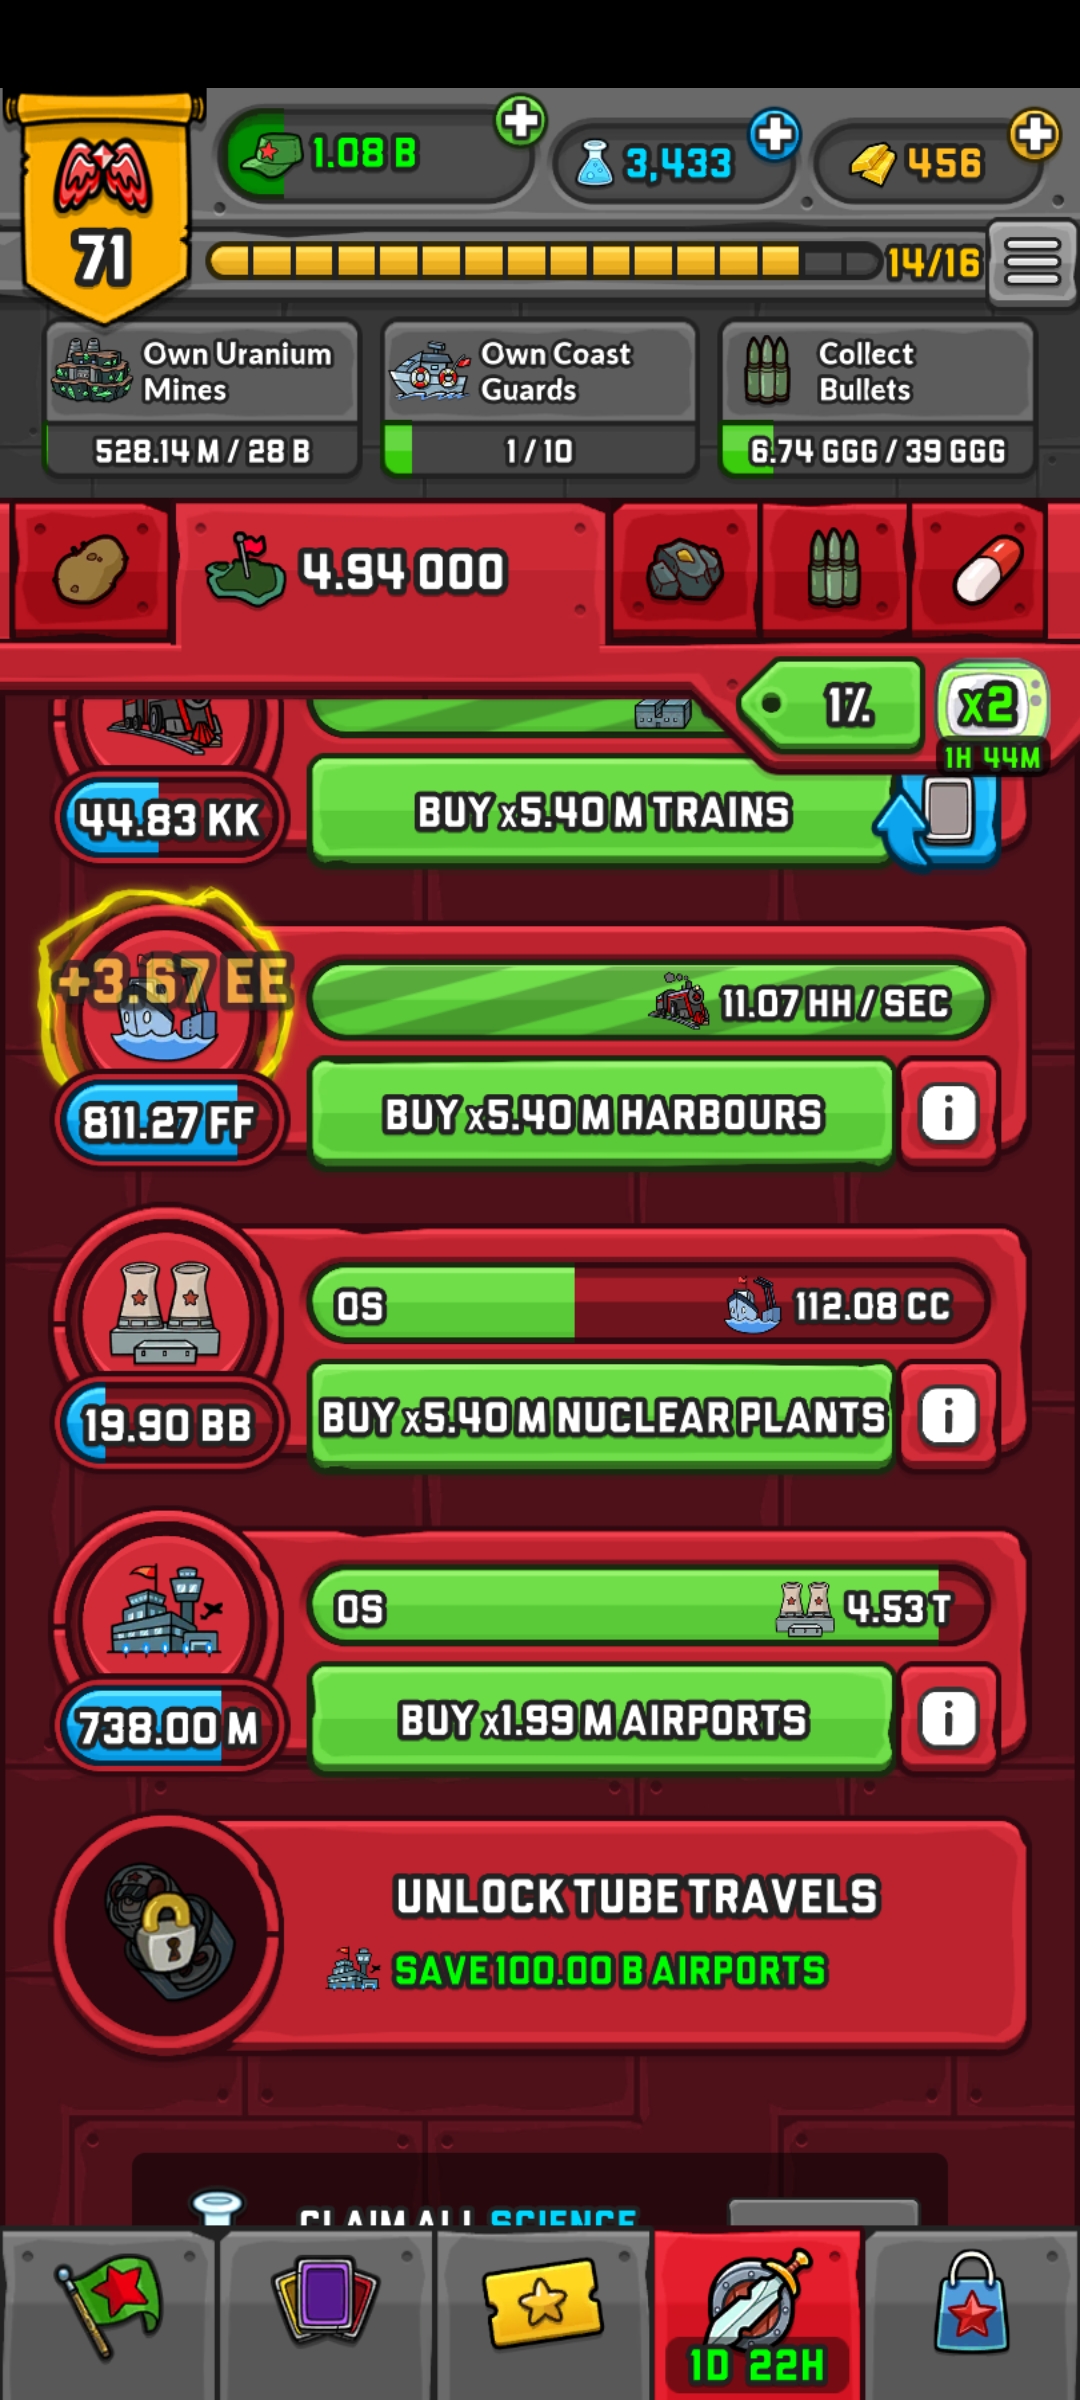 71
1.08 B
3,433
456
14/16
Own Uranium
Mines
528.14 M / 28 B
Own Coast
Guards
1 / 10
Collect
Bullets
6.74 GGG / 39 GGG
4.94 OOO
1%
x2
1H 44M
44.83 KK
BUY x5.40 M TRAINS
+3.67 EE
11.07 HH / SEC
811.27 FF
BUY x5.40 M HARBOURS
i
0S
112.08 CC
19.90 BB
BUY x5.40 M NUCLEAR PLANTS
i
0S
4.53 T
738.00 M
BUY x1.99 M AIRPORTS
i
UNLOCK TUBE TRAVELS
SAVE 100.00 B AIRPORTS
CLAIM ALL SCIENCE
1D 22H